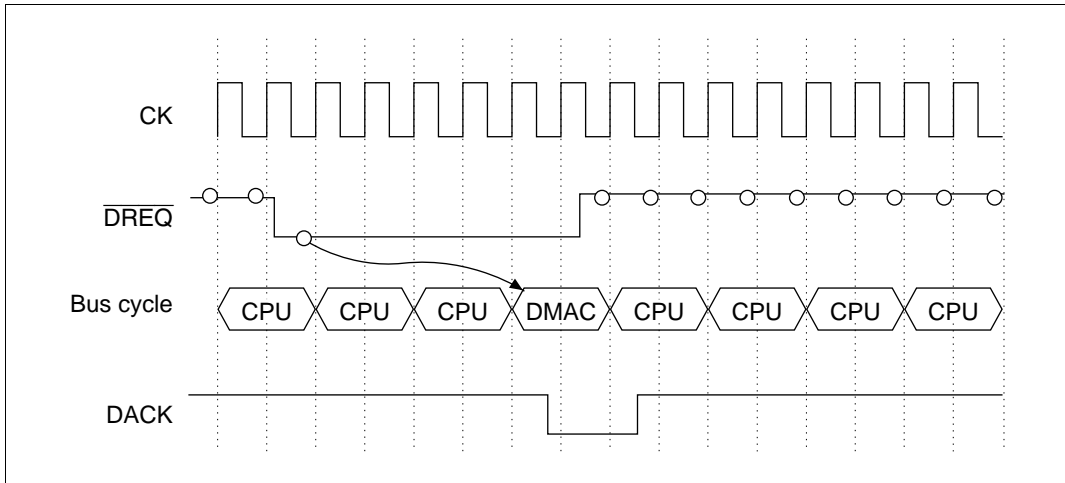 CK
DREQ
Bus cycle
CPU CPU CPU DMAC CPU CPU CPU CPU
DACK